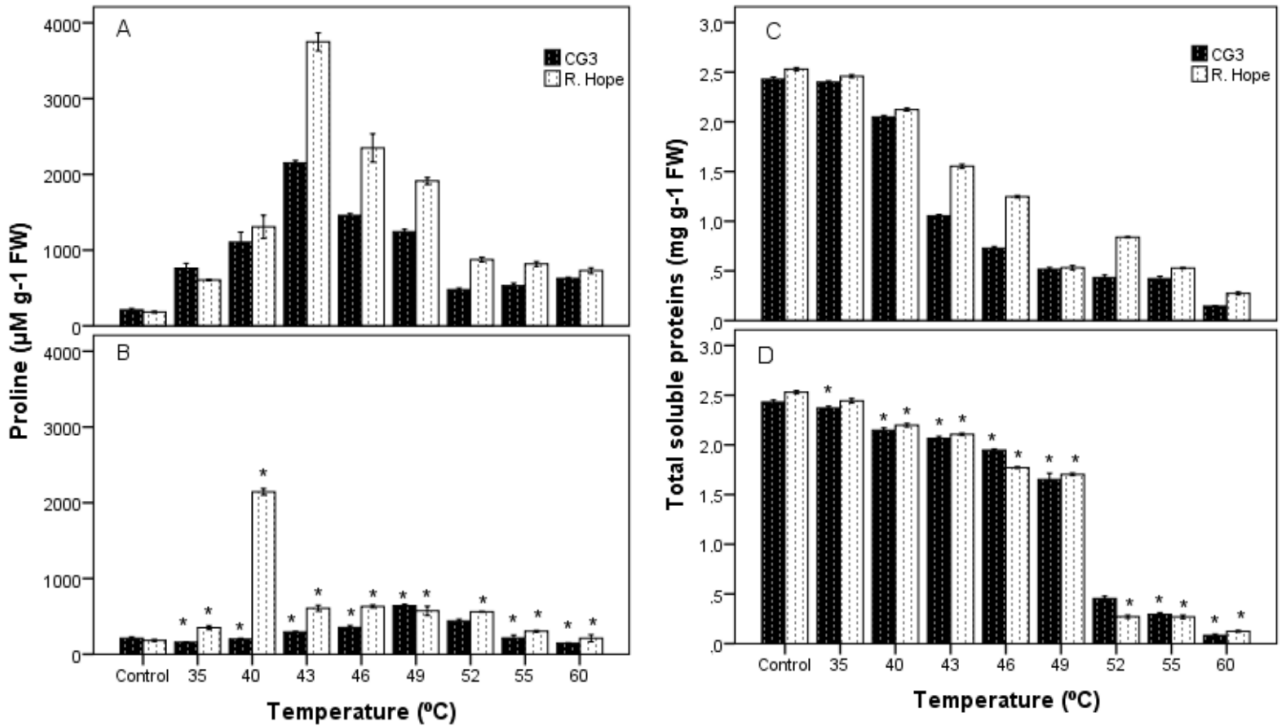 A
4000
3000
2000
1000
0
CG3
R. Hope
B
4000
3000
2000
1000
0
* * * * * * * * * * * * * * *
Proline (µM g-1 FW)
Control 35 40 43 46 49 52 55 60
Temperature (ºC)
C
3.0
2.5
2.0
1.5
1.0
.5
.0
CG3
R. Hope
D
3.0
2.5
2.0
1.5
1.0
.5
.0
* * * * * * * * * * * * * *
Total soluble proteins (mg g-1 FW)
Control 35 40 43 46 49 52 55 60
Temperature (ºC)